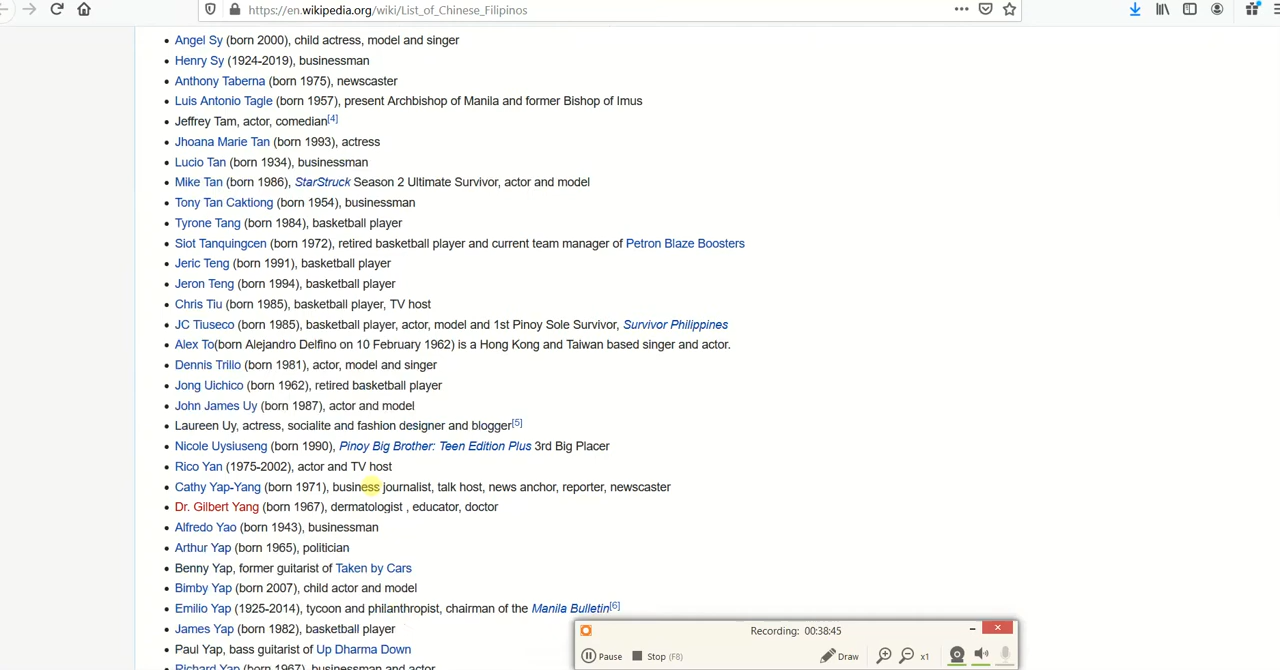 https://en.wikipedia.org/wiki/List_of_Chinese_Filipinos
• Angel Sy (born 2000), child actress, model and singer
• Henry Sy (1924-2019), businessman
• Anthony Taberna (born 1975), newscaster
• Luis Antonio Tagle (born 1957), present Archbishop of Manila and former Bishop of Imus
• Jeffrey Tam, actor, comedian[4]
• Jhoana Marie Tan (born 1993), actress
• Lucio Tan (born 1934), businessman
• Mike Tan (born 1986), StarStruck Season 2 Ultimate Survivor, actor and model
• Tony Tan Caktiong (born 1954), businessman
• Tyrone Tang (born 1984), basketball player
• Siot Tanquingcen (born 1972), retired basketball player and current team manager of Petron Blaze Boosters
• Jeric Teng (born 1991), basketball player
• Jeron Teng (born 1994), basketball player
• Chris Tiu (born 1985), basketball player, TV host
• JC Tiuseco (born 1985), basketball player, actor, model and 1st Pinoy Sole Survivor, Survivor Philippines
• Alex To(born Alejandro Delfino on 10 February 1962) is a Hong Kong and Taiwan based singer and actor.
• Dennis Trillo (born 1981), actor, model and singer
• Jong Uichico (born 1962), retired basketball player
• John James Uy (born 1987), actor and model
• Laureen Uy, actress, socialite and fashion designer and blogger[5]
• Nicole Uysiuseng (born 1990), Pinoy Big Brother: Teen Edition Plus 3rd Big Placer
• Rico Yan (1975-2002), actor and TV host
• Cathy Yap-Yang (born 1971), business journalist, talk host, news anchor, reporter, newscaster
• Dr. Gilbert Yang (born 1967), dermatologist , educator, doctor
• Alfredo Yao (born 1943), businessman
• Arthur Yap (born 1965), politician
• Benny Yap, former guitarist of Taken by Cars
• Bimby Yap (born 2007), child actor and model
• Emilio Yap (1925-2014), tycoon and philanthropist, chairman of the Manila Bulletin[6]
• James Yap (born 1982), basketball player
• Paul Yap, bass guitarist of Up Dharma Down
• Richard Yap (born 1967), businessman and actor
Recording: 00:38:45
Pause Stop (F8) Draw x1